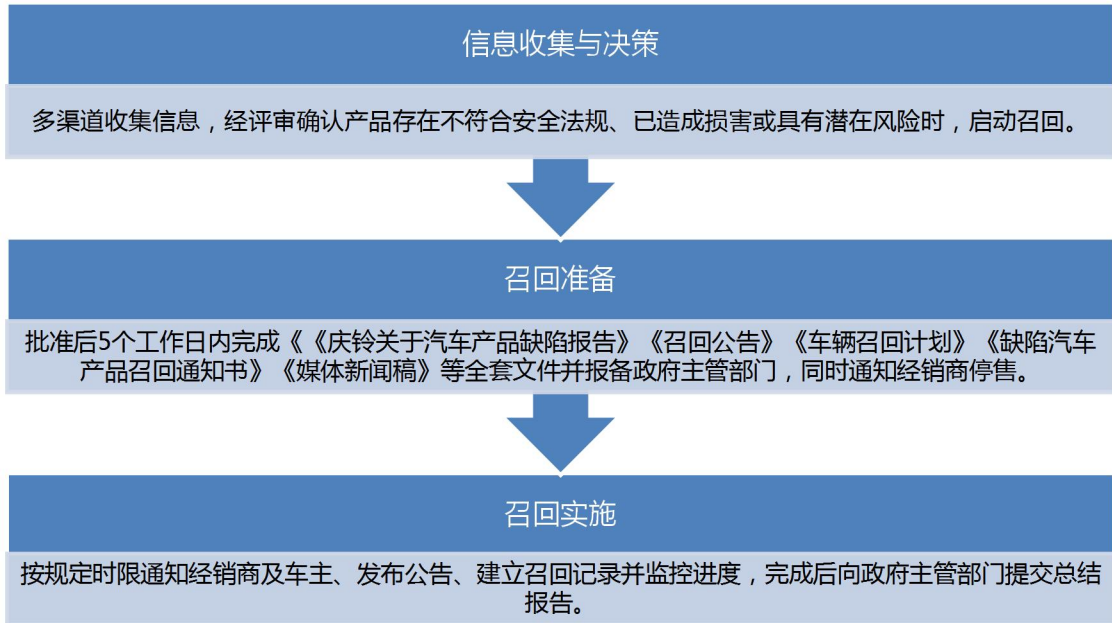 信息收集与决策
多渠道收集信息，经评审确认产品存在不符合安全法规、已造成损害或具有潜在风险时，启动召回。
召回准备
批准后5个工作日内完成《《庆铃关于汽车产品缺陷报告》《召回公告》《车辆召回计划》《缺陷汽车
产品召回通知书》《媒体新闻稿》等全套文件并报备政府主管部门，同时通知经销商停售。
召回实施
按规定时限通知经销商及车主、发布公告、建立召回记录并监控进度，完成后向政府主管部门提交总结
报告。